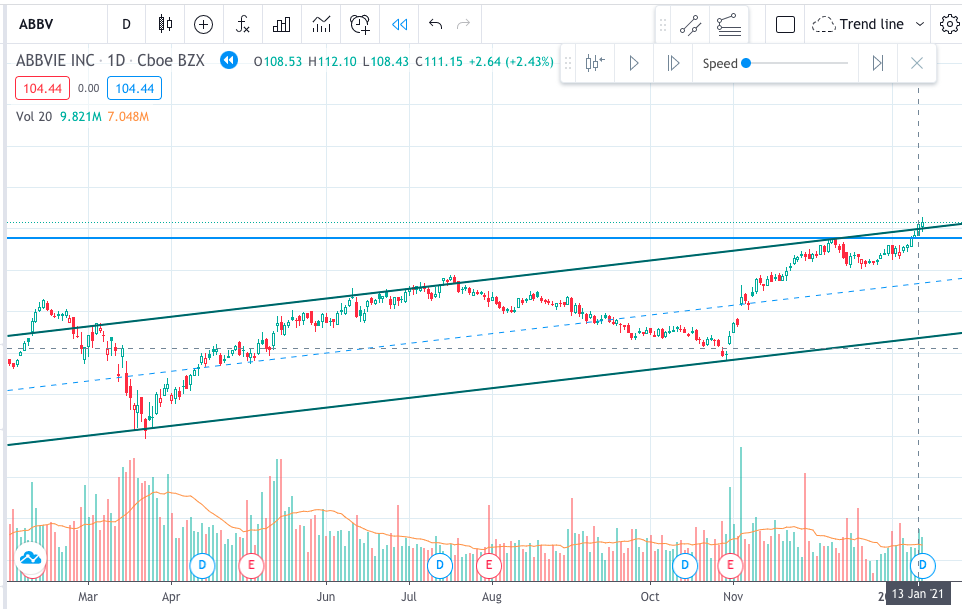 ABBV D fx Trend line
ABBVIE INC · 1D · Cboe BZX O108.53 H112.10 L108.43 C111.15 +2.64 (+2.43%)
Speed
104.44 0.00 104.44
Vol 20 9.821M 7.048M
D E D E D E D
Mar Apr Jun Jul Aug Oct Nov 20
13 Jan '21